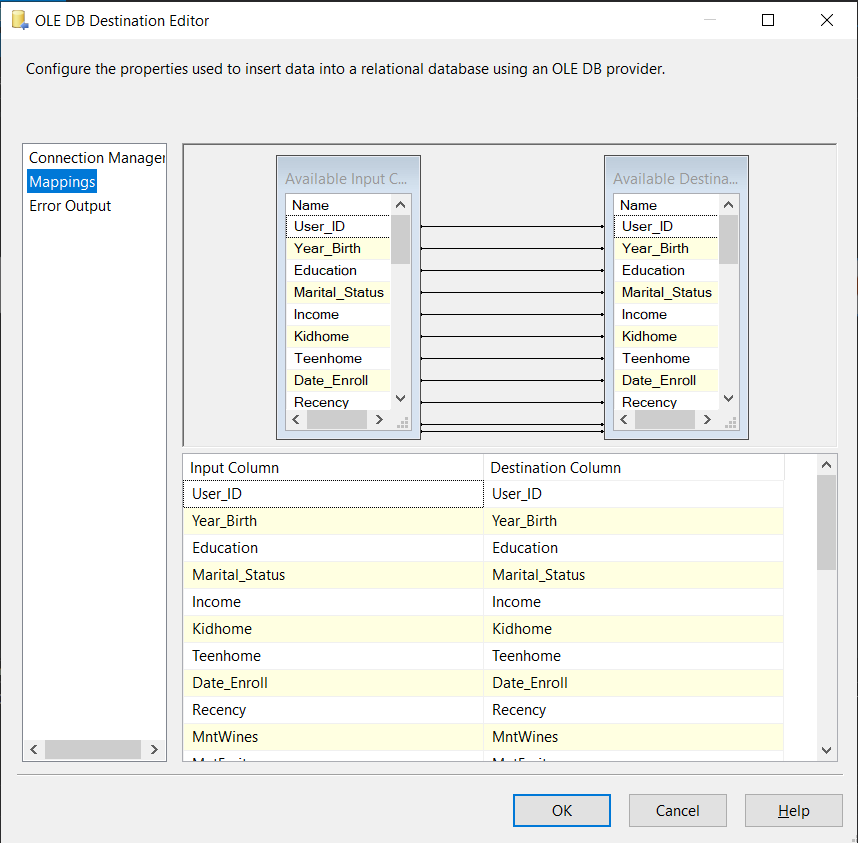 OLE DB Destination Editor
Configure the properties used to insert data into a relational database using an OLE DB provider.
Connection Manager
Mappings
Error Output
Available Input C...
Name
User_ID
Year_Birth
Education
Marital_Status
Income
Kidhome
Teenhome
Date_Enroll
Recency
Available Destina...
Name
User_ID
Year_Birth
Education
Marital_Status
Income
Kidhome
Teenhome
Date_Enroll
Recency
Input Column Destination Column
User_ID User_ID
Year_Birth Year_Birth
Education Education
Marital_Status Marital_Status
Income Income
Kidhome Kidhome
Teenhome Teenhome
Date_Enroll Date_Enroll
Recency Recency
MntWines MntWines
OK Cancel Help